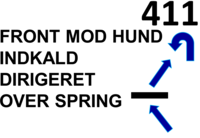 411
FRONT MOD HUND
INDKALD
DIRIGERET
OVER SPRING